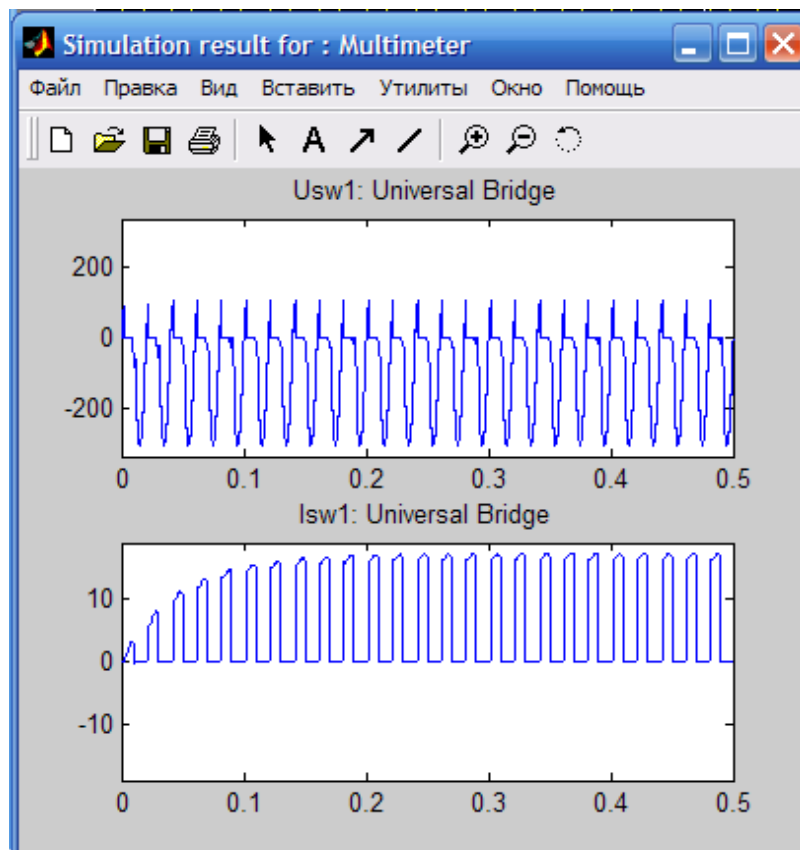 Simulation result for : Multimeter
Файл Правка Вид Вставить Утилиты Окно Помощь
A
Usw1: Universal Bridge
200
0
-200
0 0.1 0.2 0.3 0.4 0.5
Isw1: Universal Bridge
10
0
-10
0 0.1 0.2 0.3 0.4 0.5